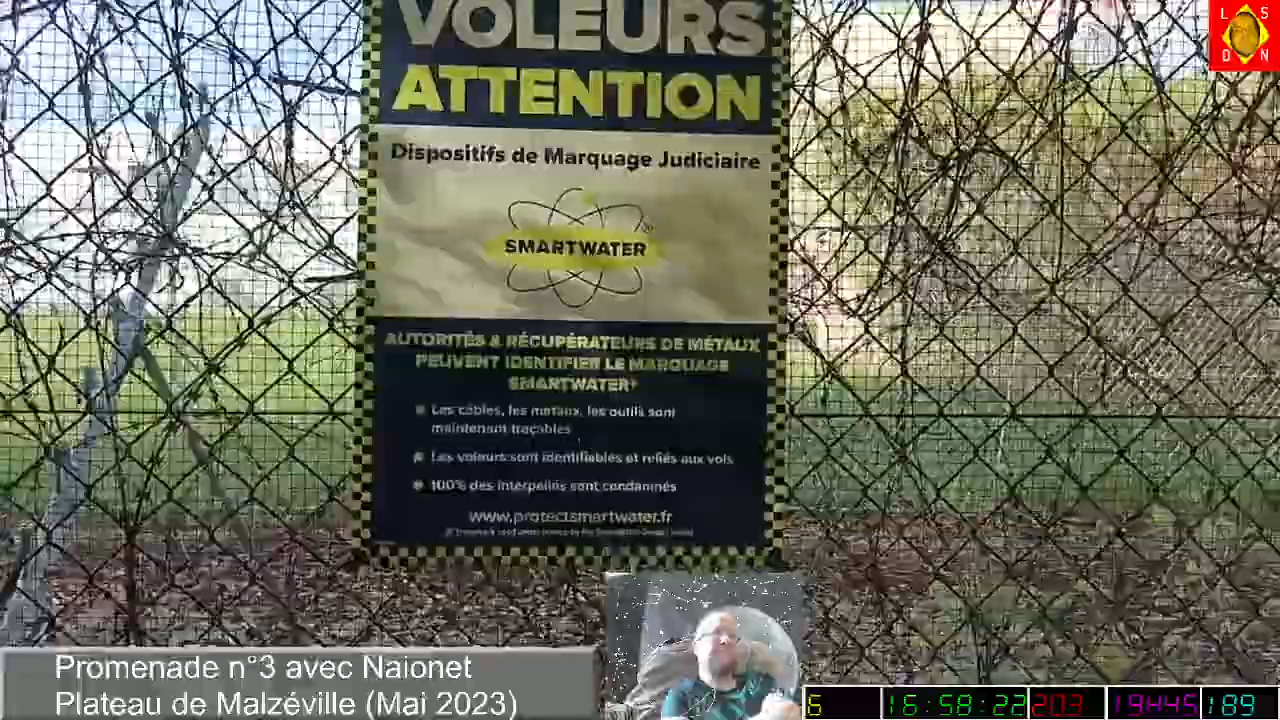 VOLEURS
ATTENTION
Dispositifs de Marquage Judiciaire
SMARTWATER
AUTORITÉS & RÉCUPÉRATEURS DE MÉTAUX
PEUVENT IDENTIFIER LE MARQUAGE
SMARTWATER
Les câbles, les métaux, les outils sont
maintenant traçables
Les voleurs sont identifiables et reliés aux vols
100% des interpellés sont condamnés
www.protectsmartwater.fr
L S
D N
Promenade n°3 avec Naionet
Plateau de Malzéville (Mai 2023)
6 16:58:22 203 19445 189